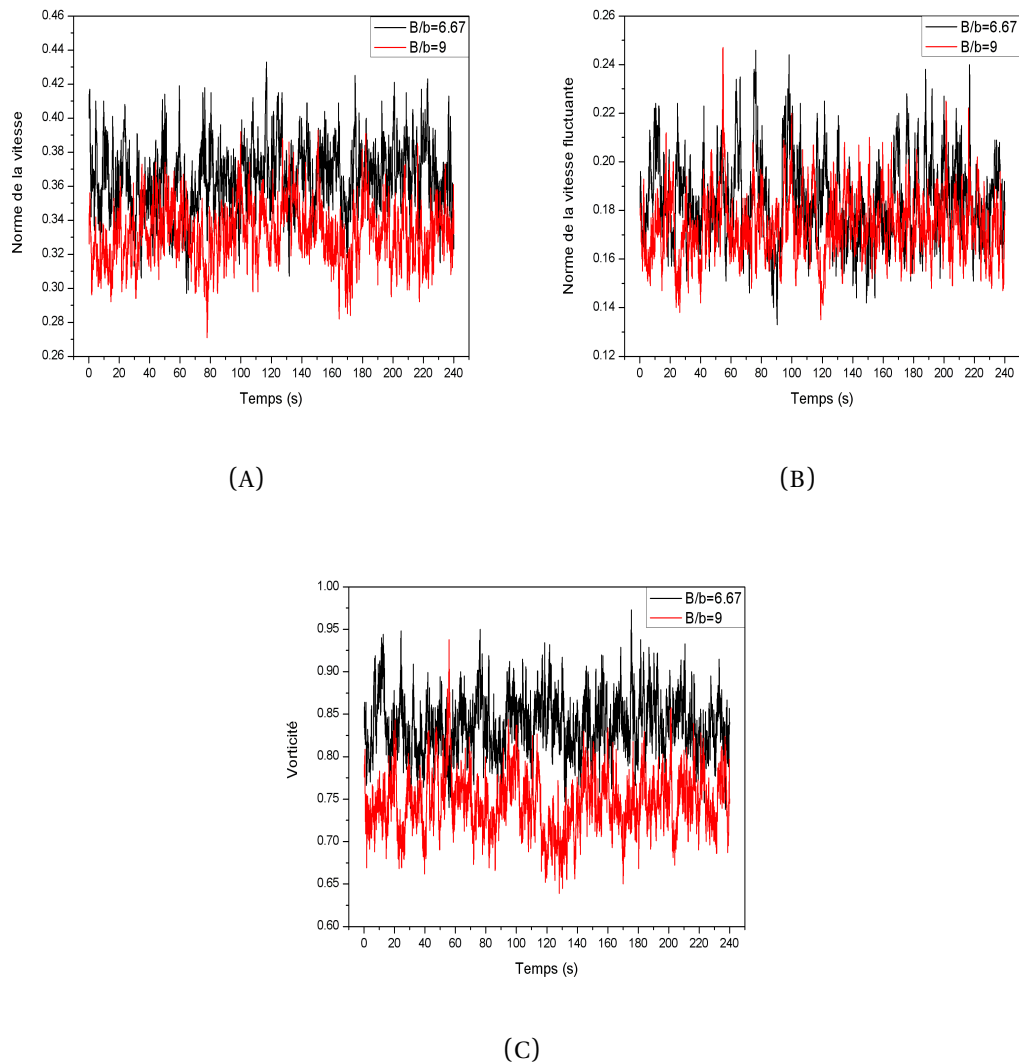 B/b=6.67
B/b=9
Norme de la vitesse
0.46
0.44
0.42
0.40
0.38
0.36
0.34
0.32
0.30
0.28
0.26
0 20 40 60 80 100 120 140 160 180 200 220 240
Temps (s)
(A)
B/b=6.67
B/b=9
Norme de la vitesse fluctuante
0.26
0.24
0.22
0.20
0.18
0.16
0.14
0.12
0 20 40 60 80 100 120 140 160 180 200 220 240
Temps (s)
(B)
B/b=6.67
B/b=9
Vorticité
1.00
0.95
0.90
0.85
0.80
0.75
0.70
0.65
0.60
0 20 40 60 80 100 120 140 160 180 200 220 240
Temps (s)
(C)